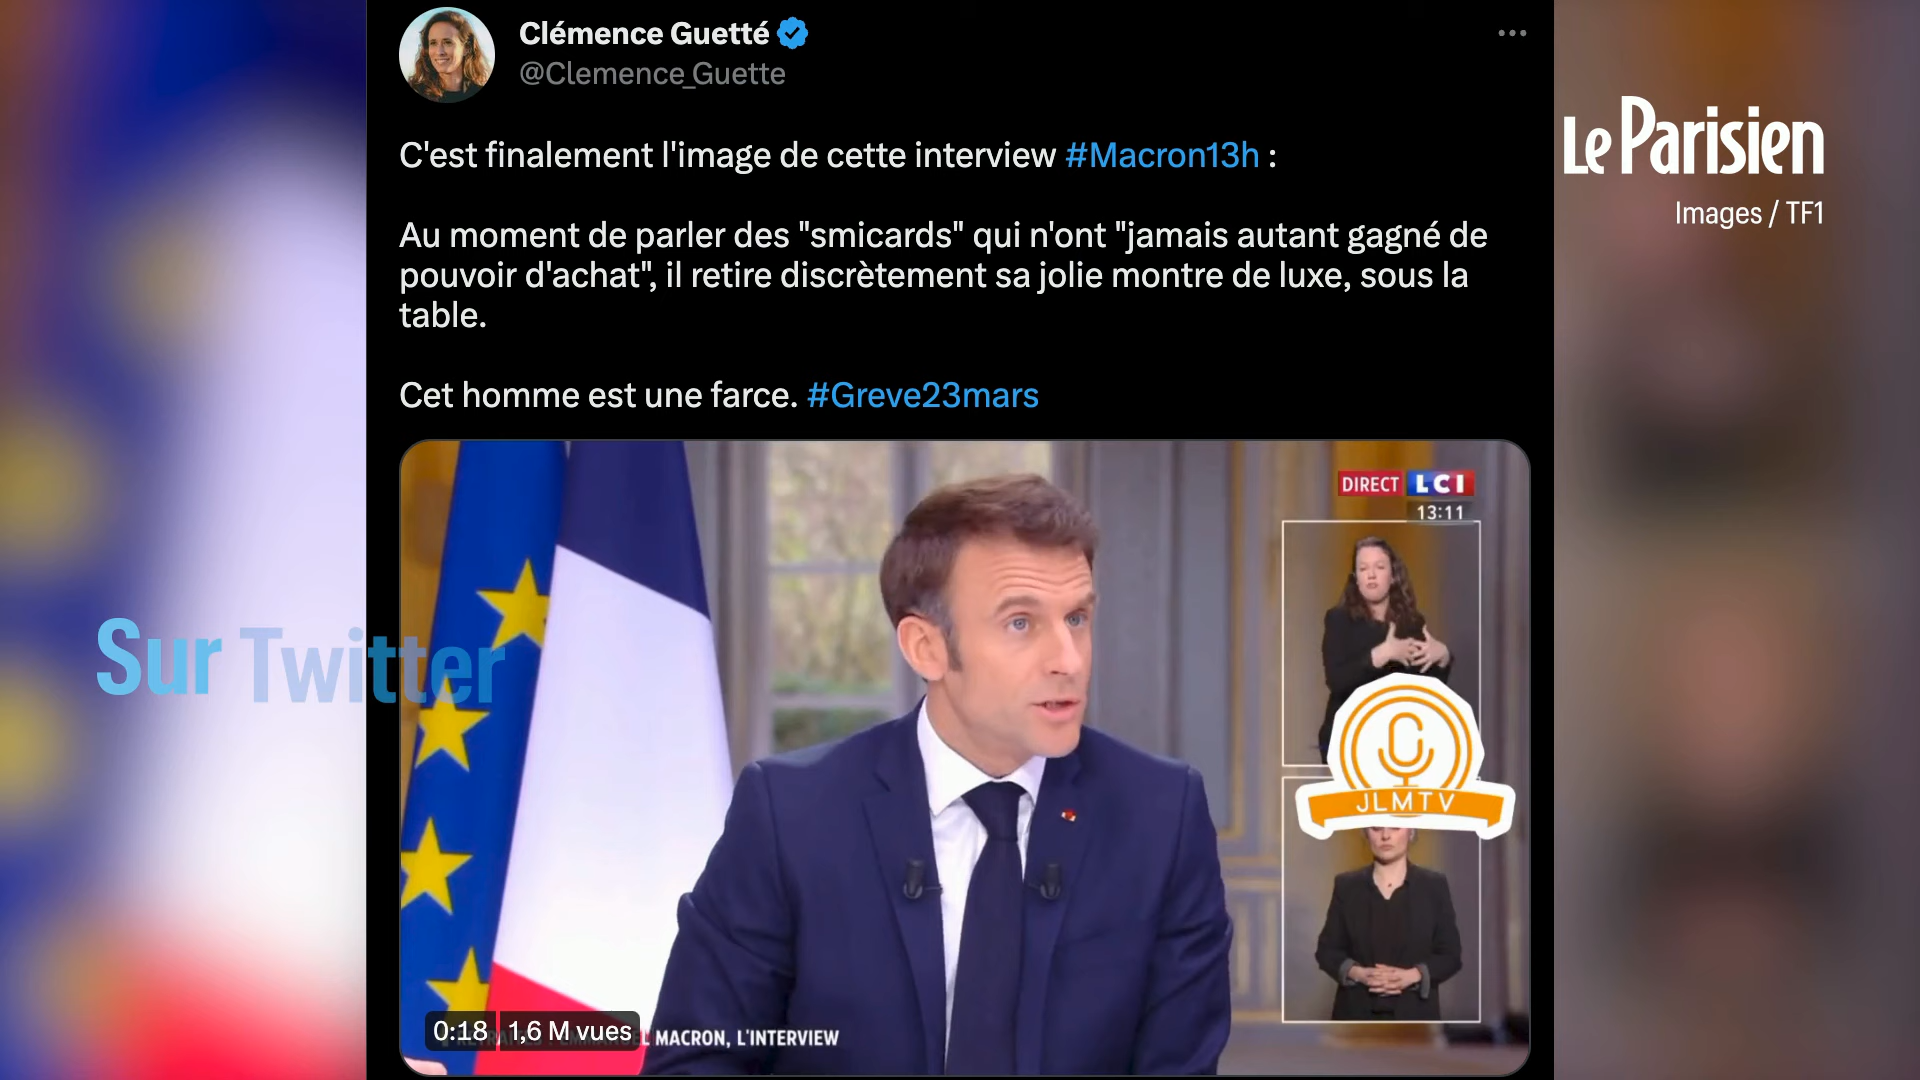 Clémence Guetté
@Clemence_Guette
C'est finalement l'image de cette interview #Macron13h :
Au moment de parler des "smicards" qui n'ont "jamais autant gagné de
pouvoir d'achat", il retire discrètement sa jolie montre de luxe, sous la
table.
Cet homme est une farce. #Greve23mars
Le Parisien
Images / TF1
Sur Twitter
DIRECT LCI
13:11
JLMTV
0:18 1,6 M vues
MACRON, L'INTERVIEW